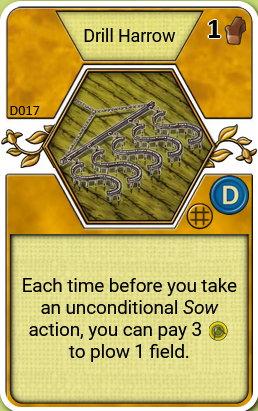 Drill Harrow
1
D017
D
Each time before you take
an unconditional Sow
action, you can pay 3
to plow 1 field.